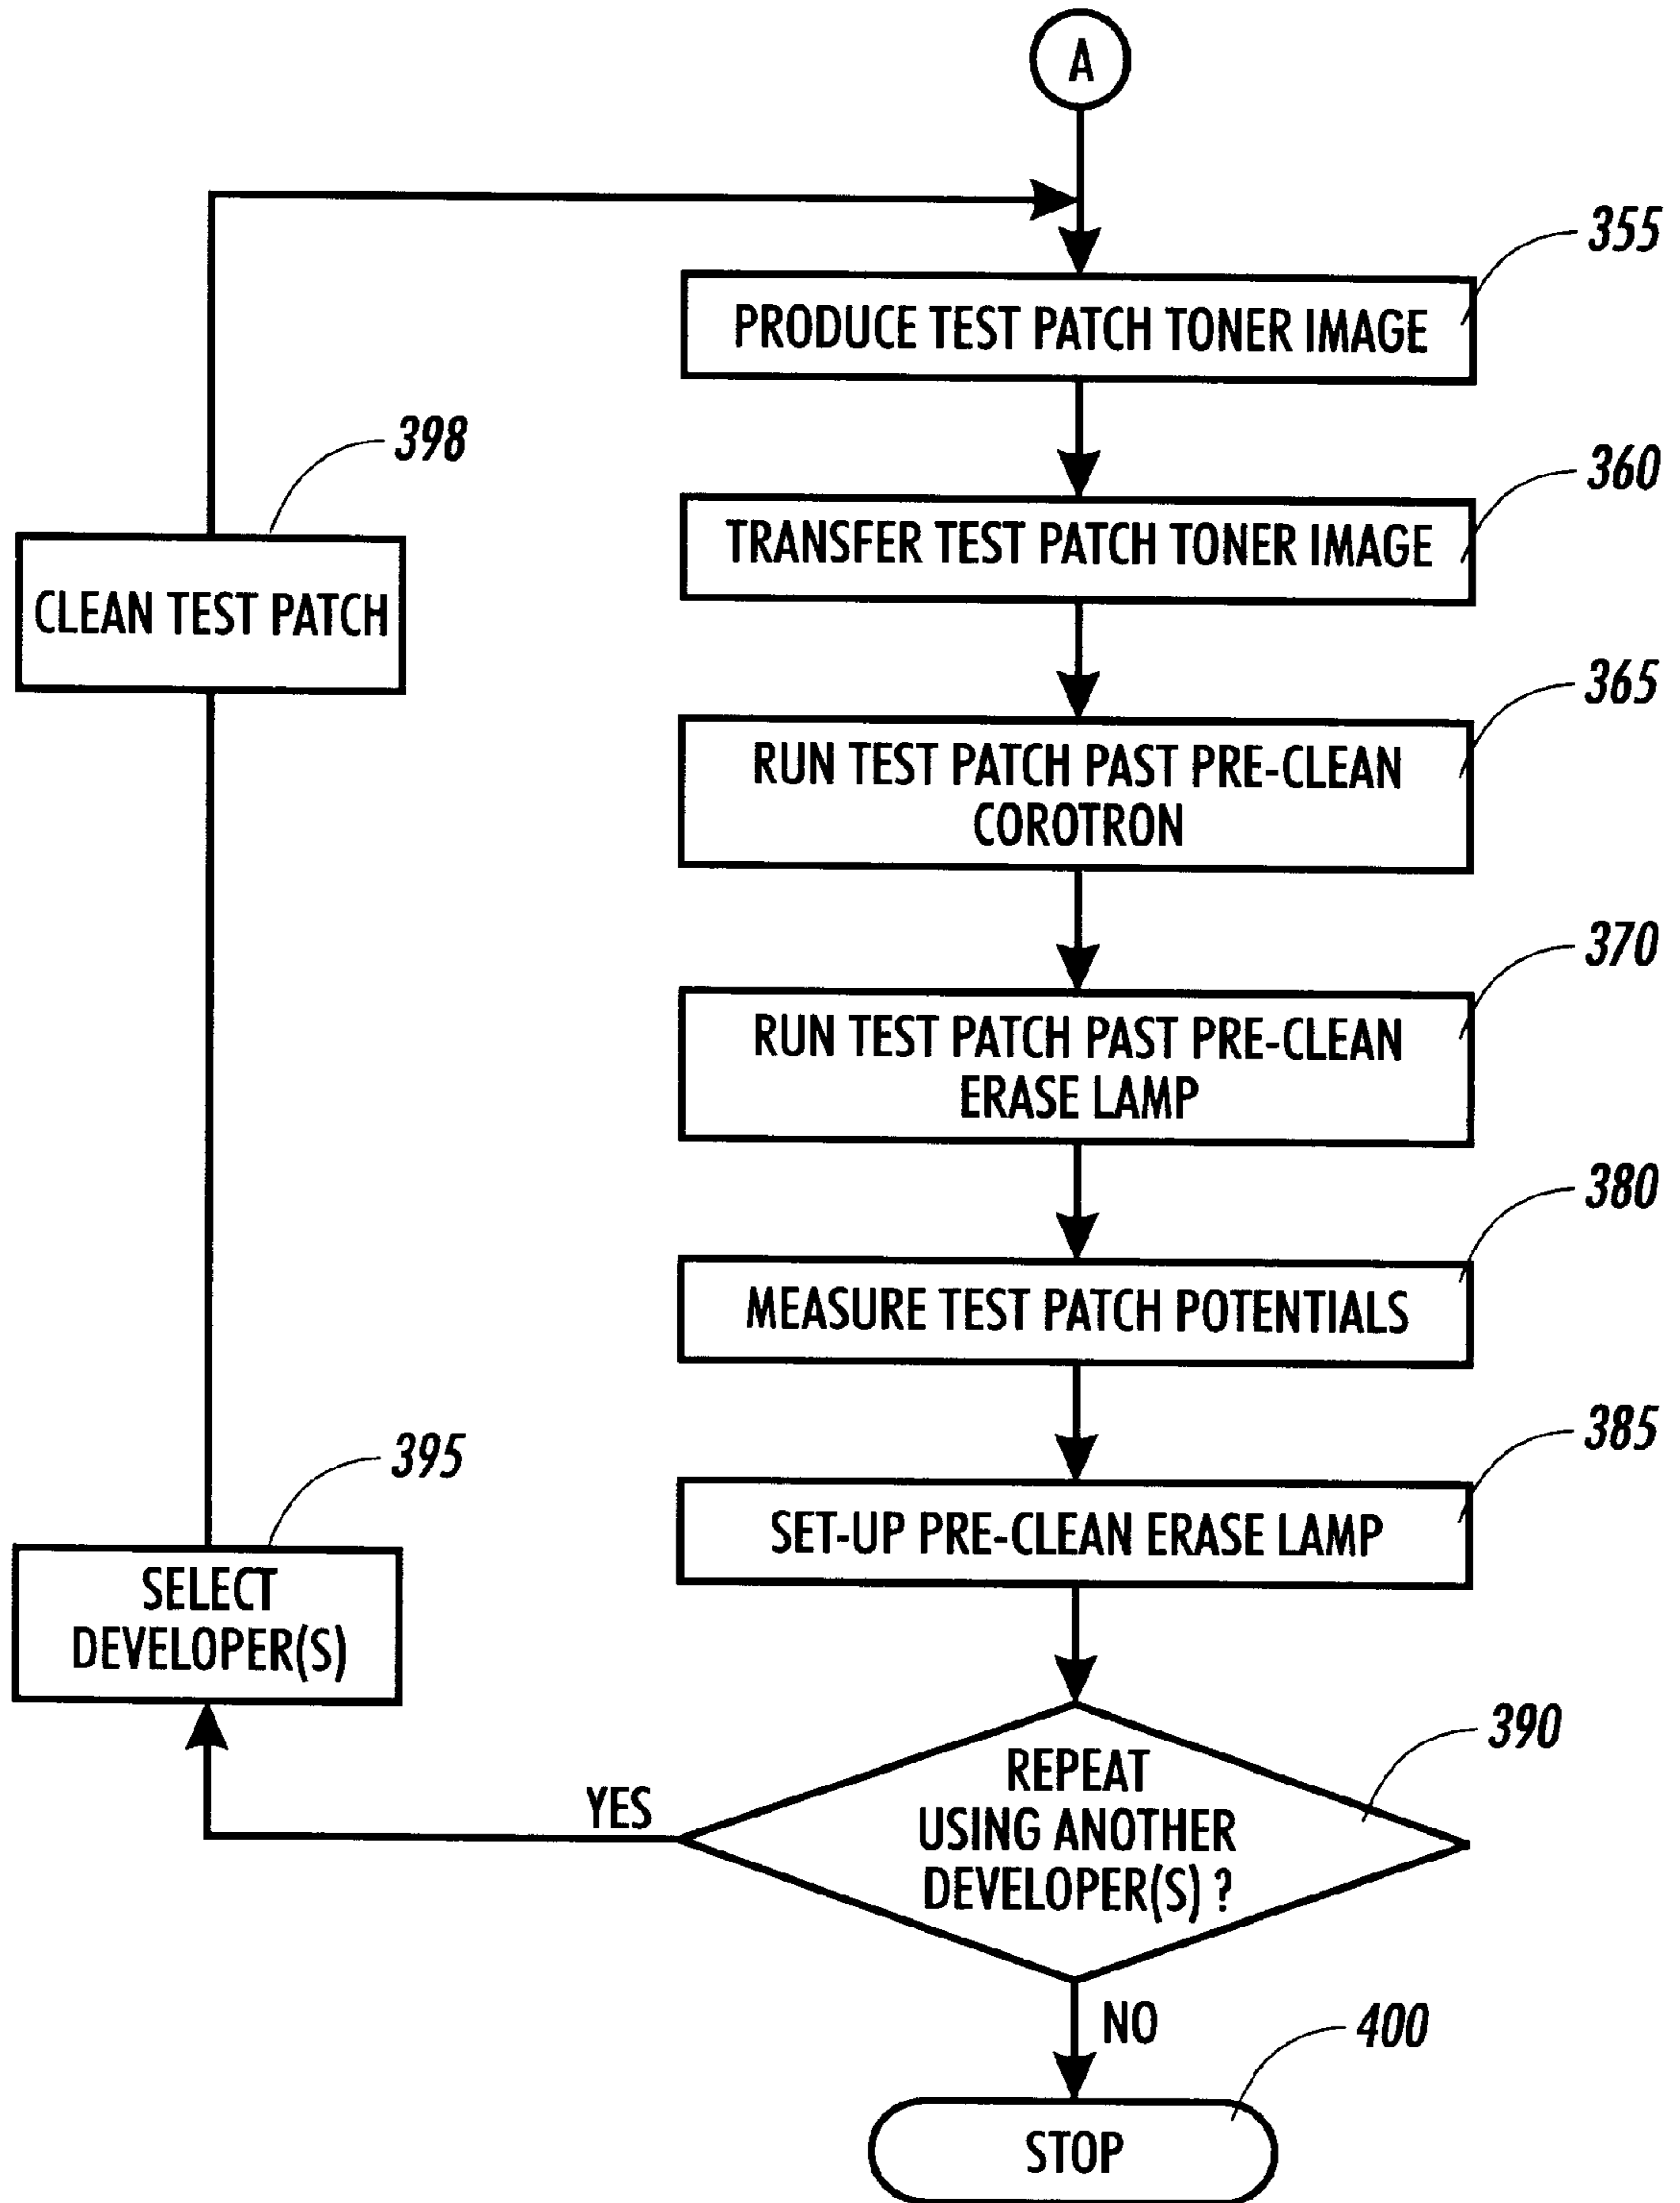 A
355
PRODUCE TEST PATCH TONER IMAGE
360
TRANSFER TEST PATCH TONER IMAGE
365
RUN TEST PATCH PAST PRE-CLEAN
COROTRON
370
RUN TEST PATCH PAST PRE-CLEAN
ERASE LAMP
380
MEASURE TEST PATCH POTENTIALS
385
SET-UP PRE-CLEAN ERASE LAMP
390
REPEAT
USING ANOTHER
DEVELOPER(S) ?
YES
395
SELECT
DEVELOPER(S)
398
CLEAN TEST PATCH
NO
400
STOP